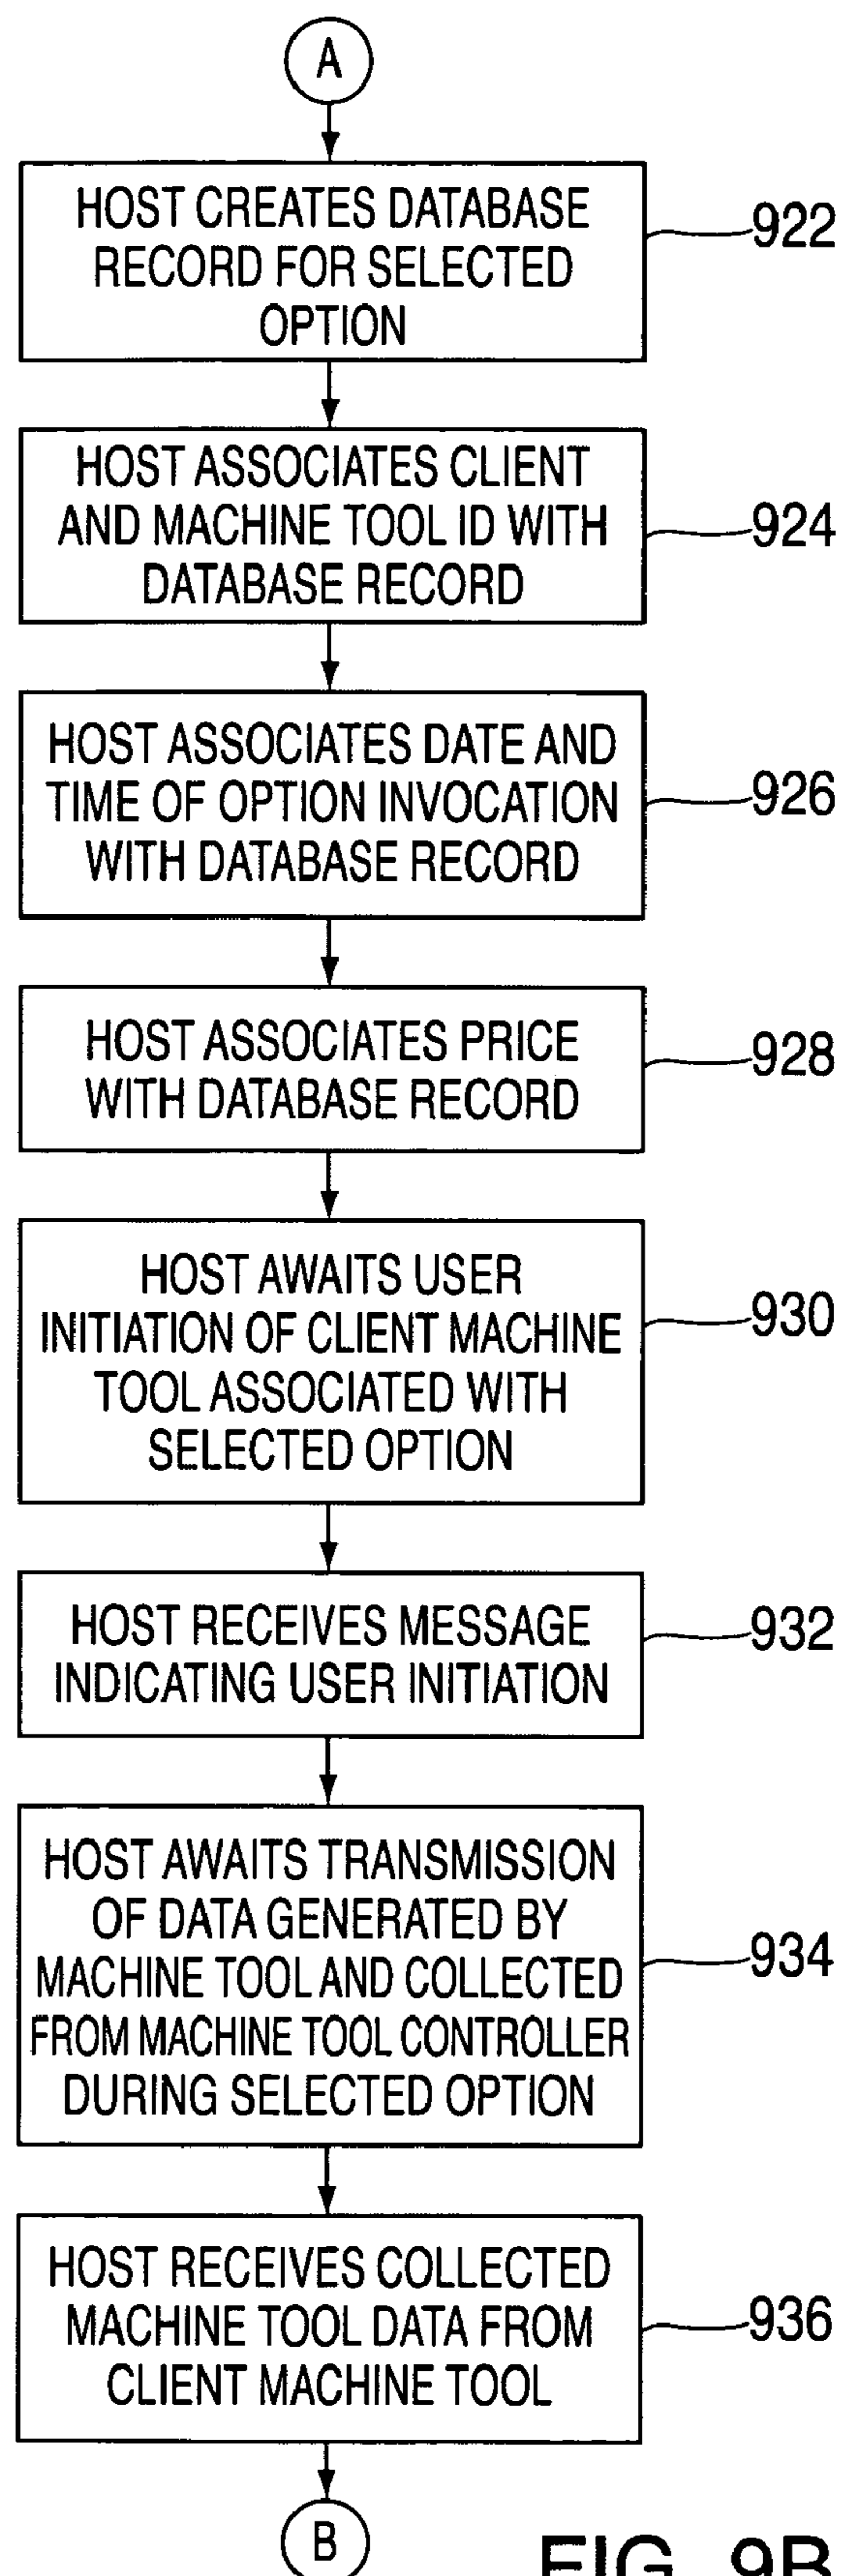 A
HOST CREATES DATABASE
RECORD FOR SELECTED
OPTION
922
HOST ASSOCIATES CLIENT
AND MACHINE TOOL ID WITH
DATABASE RECORD
924
HOST ASSOCIATES DATE AND
TIME OF OPTION INVOCATION
WITH DATABASE RECORD
926
HOST ASSOCIATES PRICE
WITH DATABASE RECORD
928
HOST AWAITS USER
INITIATION OF CLIENT MACHINE
TOOL ASSOCIATED WITH
SELECTED OPTION
930
HOST RECEIVES MESSAGE
INDICATING USER INITIATION
932
HOST AWAITS TRANSMISSION
OF DATA GENERATED BY
MACHINE TOOL AND COLLECTED
FROM MACHINE TOOL CONTROLLER
DURING SELECTED OPTION
934
HOST RECEIVES COLLECTED
MACHINE TOOL DATA FROM
CLIENT MACHINE TOOL
936
B
FIG. 9B